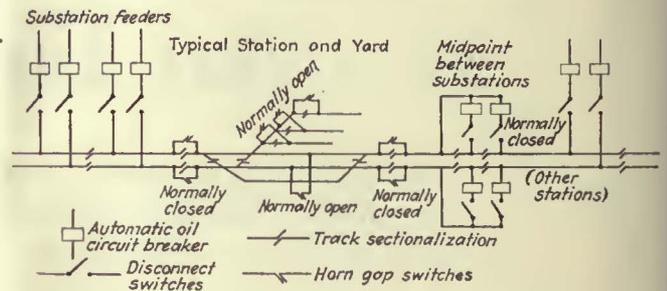 Substation feeders
Typical Station and Yard
Normally open
Midpoint
between
substations
Normally
closed
Normally
closed
Normally open
Normally
closed
(Other
stations)
Automatic oil
circuit breaker
Track sectionalization
Disconnect
switches
Horn gap switches